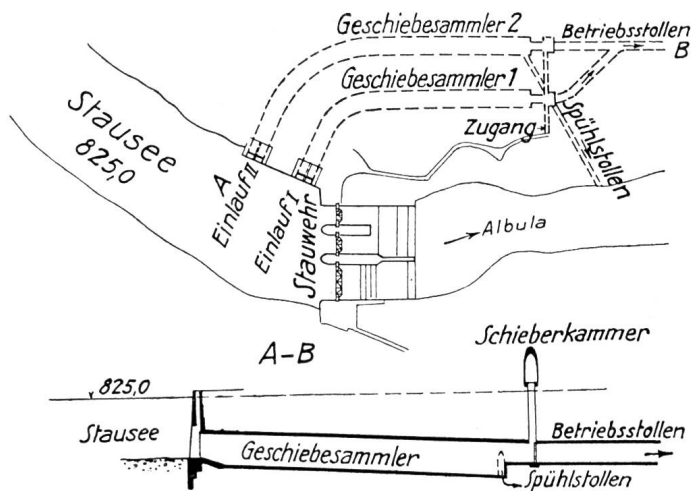 Geschiebesammler 2
Betriebsstollen
B
Geschiebesammler 1
Stausee
825,0
Zugang
Spühlstollen
A
Einlauf II
Einlauf I
Stauwehr
Albula
A-B
Schieberkammer
825,0
Stausee
Geschiebesammler
Betriebsstollen
Spühlstollen